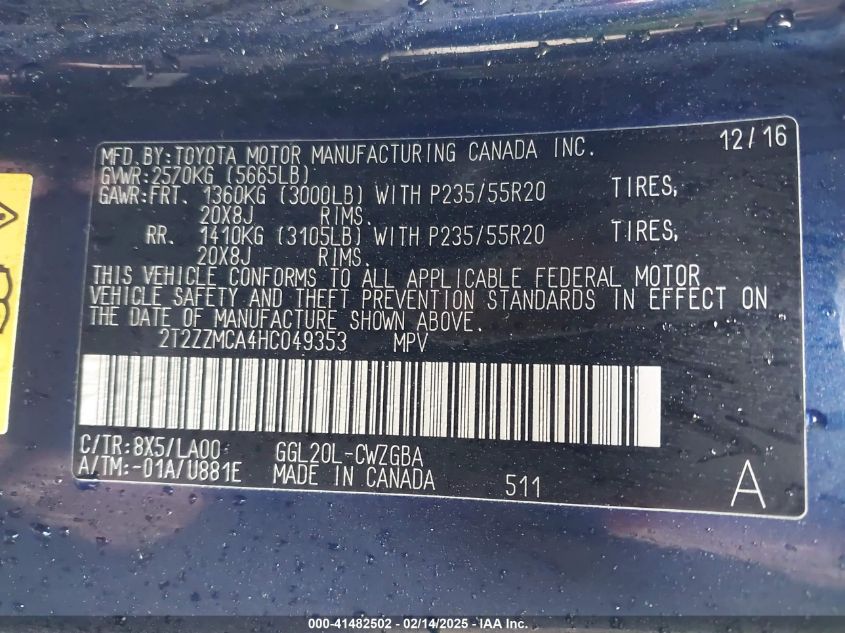 12/16
MFD.BY:TOYOTA MOTOR MANUFACTURING CANADA INC.
GVWR:2570KG (5665LB)
GAWR:FRT. 1360KG (3000LB) WITH P235/55R20 TIRES,
20X8J RIMS.
RR. 1410KG (3105LB) WITH P235/55R20 TIRES,
20X8J RIMS.
THIS VEHICLE CONFORMS TO ALL APPLICABLE FEDERAL MOTOR
VEHICLE SAFETY AND THEFT PREVENTION STANDARDS IN EFFECT ON
THE DATE OF MANUFACTURE SHOWN ABOVE.
2T2ZZMCA4HC049353 MPV
C/TR:8X5/LA00 GGL20L-CWZGBA
A/TM:-01A/U881E MADE IN CANADA 511 A
000-41482502 - 02/14/2025 - IAA Inc.